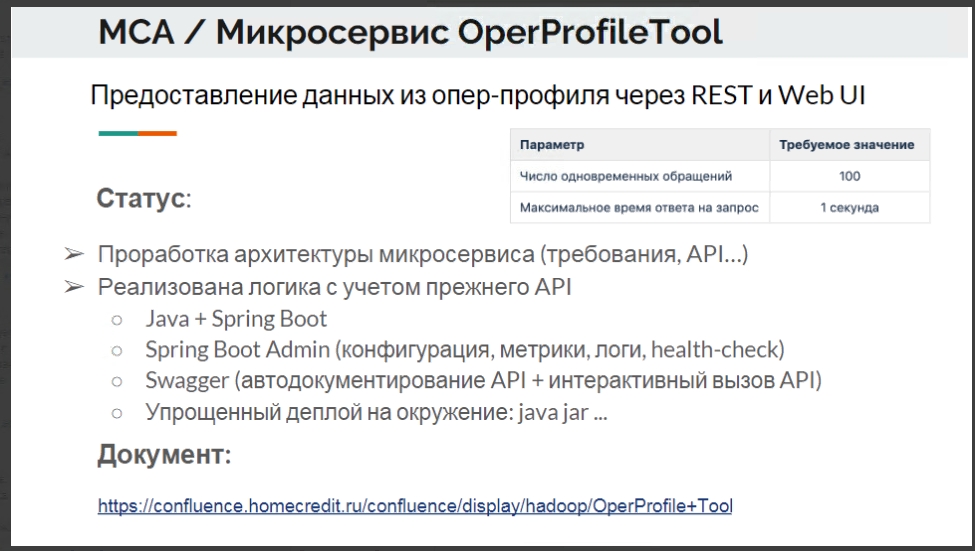 МСА / Микросервис OperProfileTool
Предоставление данных из опер-профиля через REST и Web UI
Параметр Требуемое значение
Число одновременных обращений 100
Максимальное время ответа на запрос 1 секунда
Статус:
➢ Проработка архитектуры микросервиса (требования, API...)
➢ Реализована логика с учетом прежнего API
○ Java + Spring Boot
○ Spring Boot Admin (конфигурация, метрики, логи, health-check)
○ Swagger (автодокументирование API + интерактивный вызов API)
○ Упрощенный деплой на окружение: java jar ...
Документ:
https://confluence.homecredit.ru/confluence/display/hadoop/OperProfile+Tool